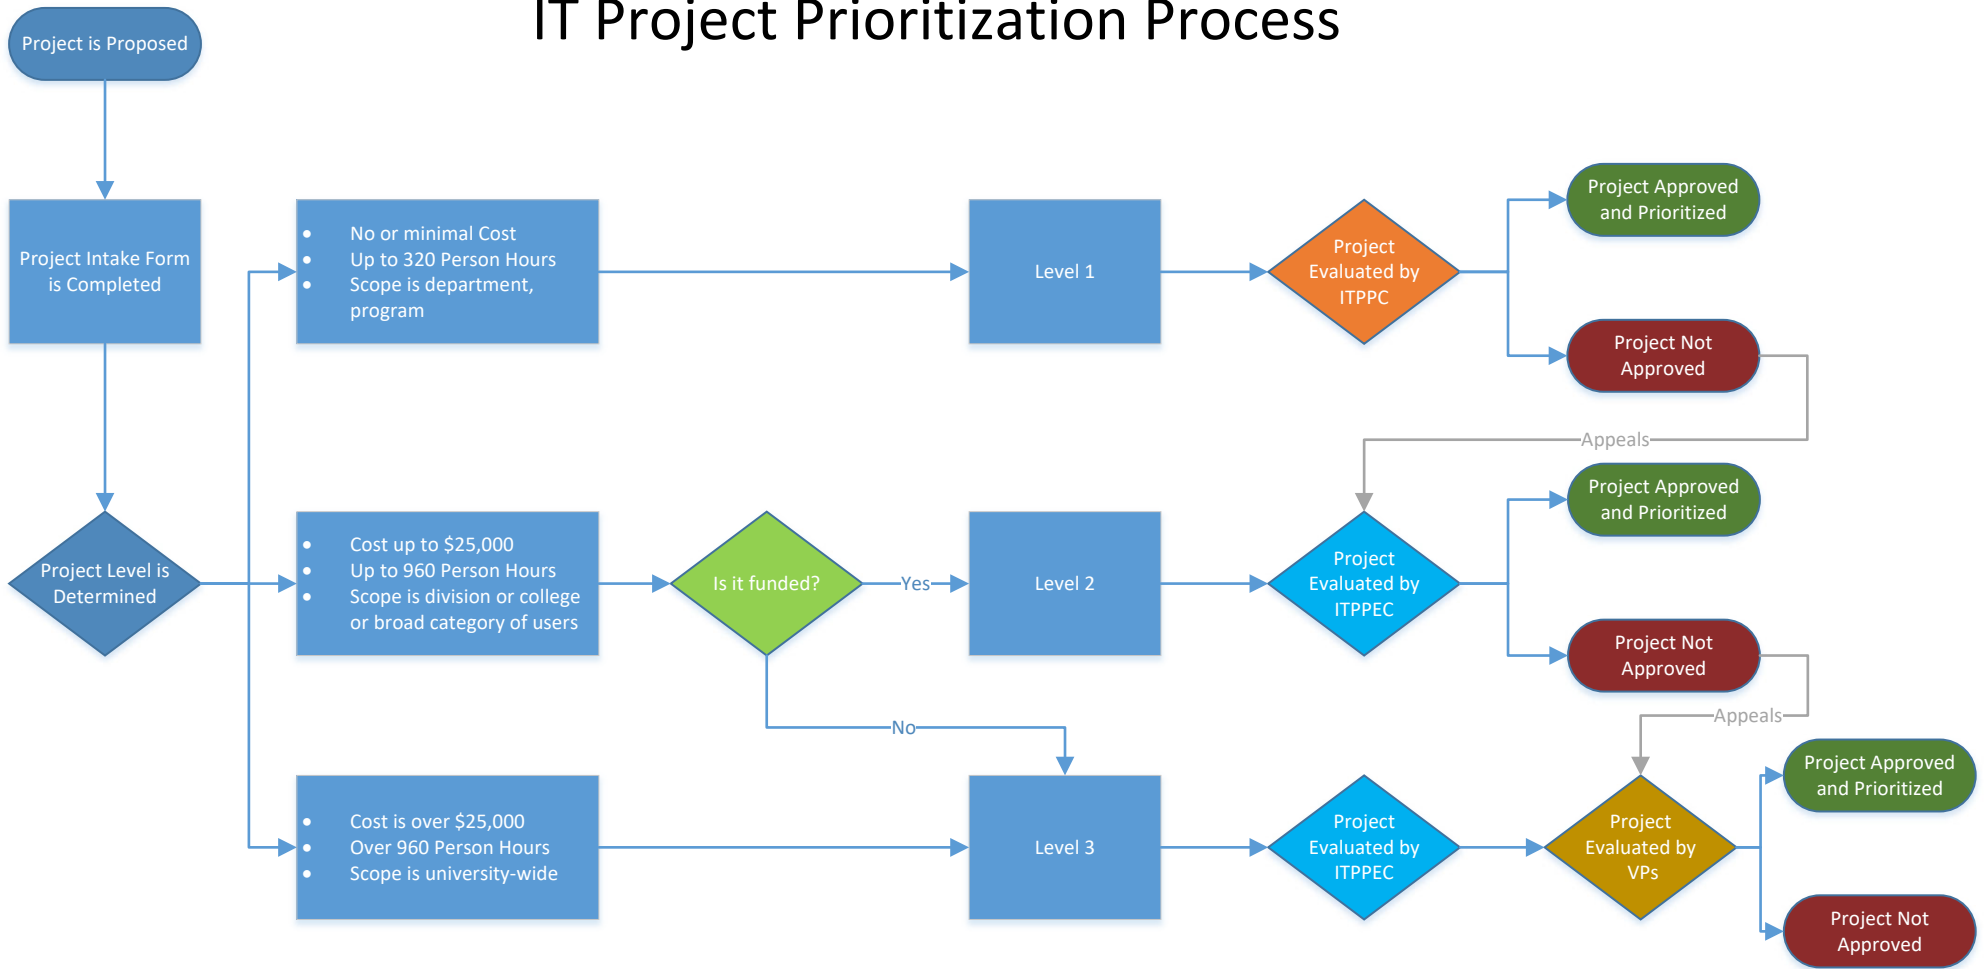 IT Project Prioritization Process
Project is Proposed
Project Intake Form
is Completed
Project Level is
Determined
• No or minimal Cost
• Up to 320 Person Hours
• Scope is department,
program
Level 1
Project
Evaluated by
ITPPC
Project Approved
and Prioritized
Project Not
Approved
Appeals
• Cost up to $25,000
• Up to 960 Person Hours
• Scope is division or college
or broad category of users
Is it funded?
Yes
No
Level 2
Project
Evaluated by
ITPPEC
Project Approved
and Prioritized
Project Not
Approved
Appeals
• Cost is over $25,000
• Over 960 Person Hours
• Scope is university-wide
Level 3
Project
Evaluated by
ITPPEC
Project
Evaluated by
VPs
Project Approved
and Prioritized
Project Not
Approved